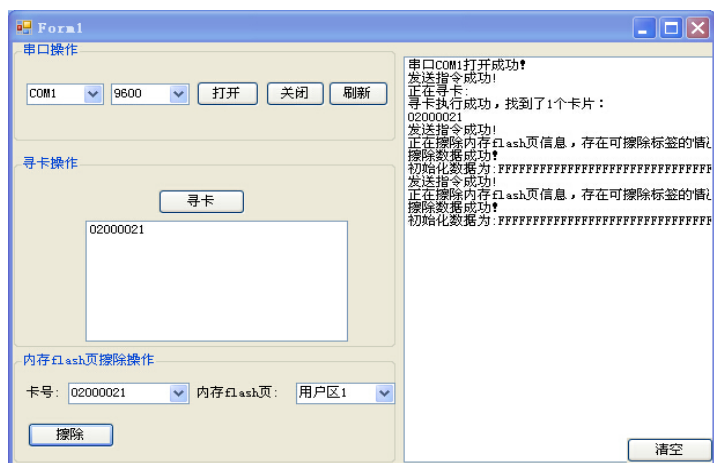 Form1
串口操作
COM1 9600 打开 关闭 刷新
寻卡操作
寻卡
02000021
内存flash页擦除操作
卡号: 02000021 内存flash页: 用户区1
擦除
串口COM1打开成功!
发送指令成功!
正在寻卡:
寻卡执行成功，找到了1个卡片：
02000021
发送指令成功!
正在擦除内存flash页信息，存在可擦除标签的情
擦除数据成功!
初始化数据为:FFFFFFFFFFFFFFFFFFFFFFFFFFFFFF
发送指令成功!
正在擦除内存flash页信息，存在可擦除标签的情
擦除数据成功!
初始化数据为:FFFFFFFFFFFFFFFFFFFFFFFFFFFFFF
清空